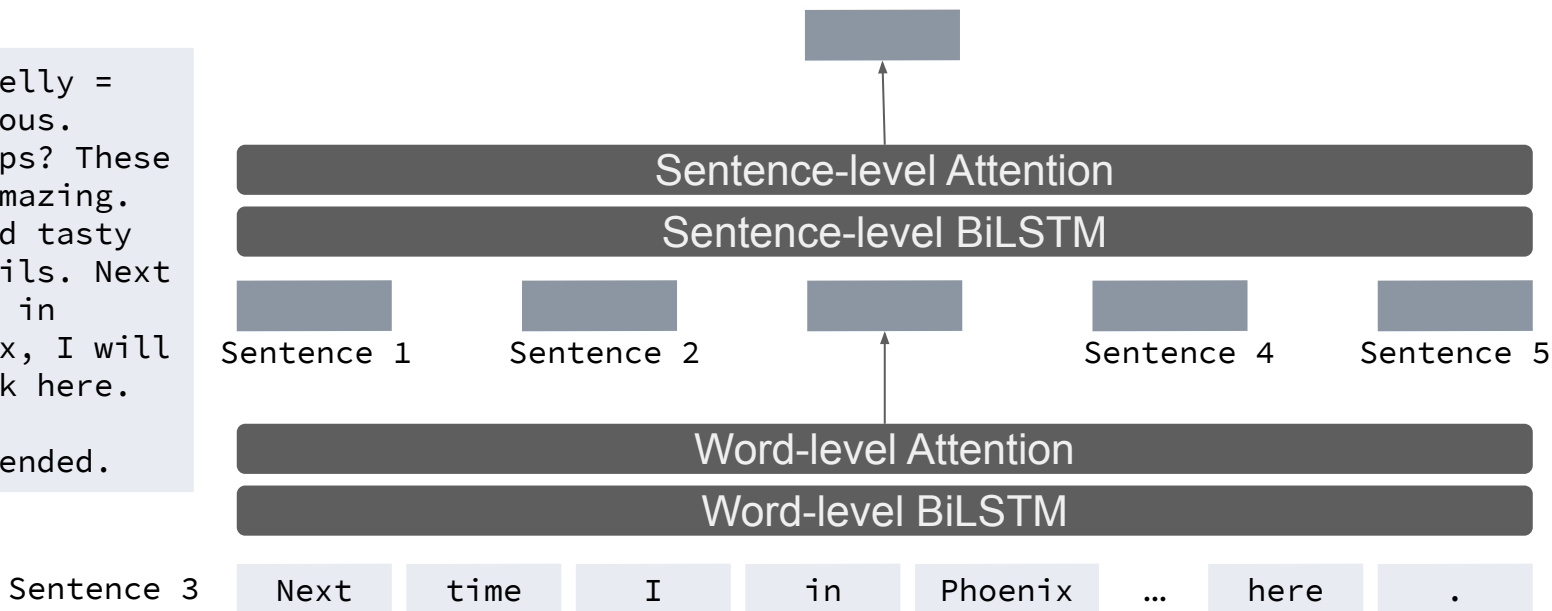 elly =
ous.
ps? These
mazing.
d tasty
ils. Next
in
x, I will
k here.
ended.
Sentence-level Attention
Sentence-level BiLSTM
Sentence 1 Sentence 2 Sentence 4 Sentence 5
Word-level Attention
Word-level BiLSTM
Sentence 3 Next time I in Phoenix … here .